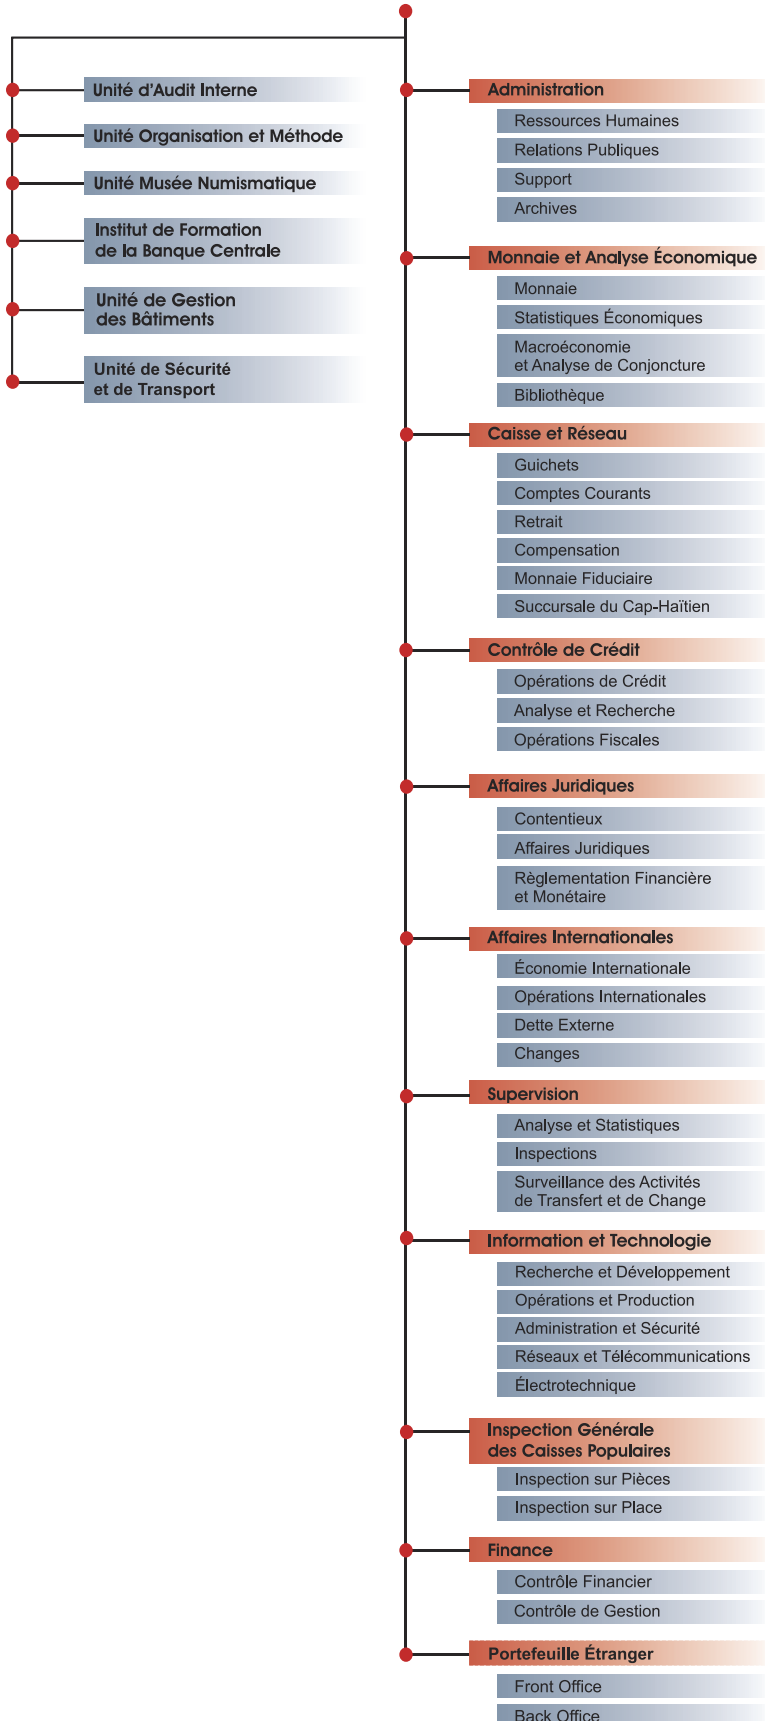 Unité d'Audit Interne
Unité Organisation et Méthode
Unité Musée Numismatique
Institut de Formation
de la Banque Centrale
Unité de Gestion
des Bâtiments
Unité de Sécurité
et de Transport
Administration
Ressources Humaines
Relations Publiques
Support
Archives
Monnaie et Analyse Économique
Monnaie
Statistiques Économiques
Macroéconomie
et Analyse de Conjoncture
Bibliothèque
Caisse et Réseau
Guichets
Comptes Courants
Retrait
Compensation
Monnaie Fiduciaire
Succursale du Cap-Haïtien
Contrôle de Crédit
Opérations de Crédit
Analyse et Recherche
Opérations Fiscales
Affaires Juridiques
Contentieux
Affaires Juridiques
Règlementation Financière
et Monétaire
Affaires Internationales
Économie Internationale
Opérations Internationales
Dette Externe
Changes
Supervision
Analyse et Statistiques
Inspections
Surveillance des Activités
de Transfert et de Change
Information et Technologie
Recherche et Développement
Opérations et Production
Administration et Sécurité
Réseaux et Télécommunications
Électrotechnique
Inspection Générale
des Caisses Populaires
Inspection sur Pièces
Inspection sur Place
Finance
Contrôle Financier
Contrôle de Gestion
Portefeuille Étranger
Front Office
Back Office